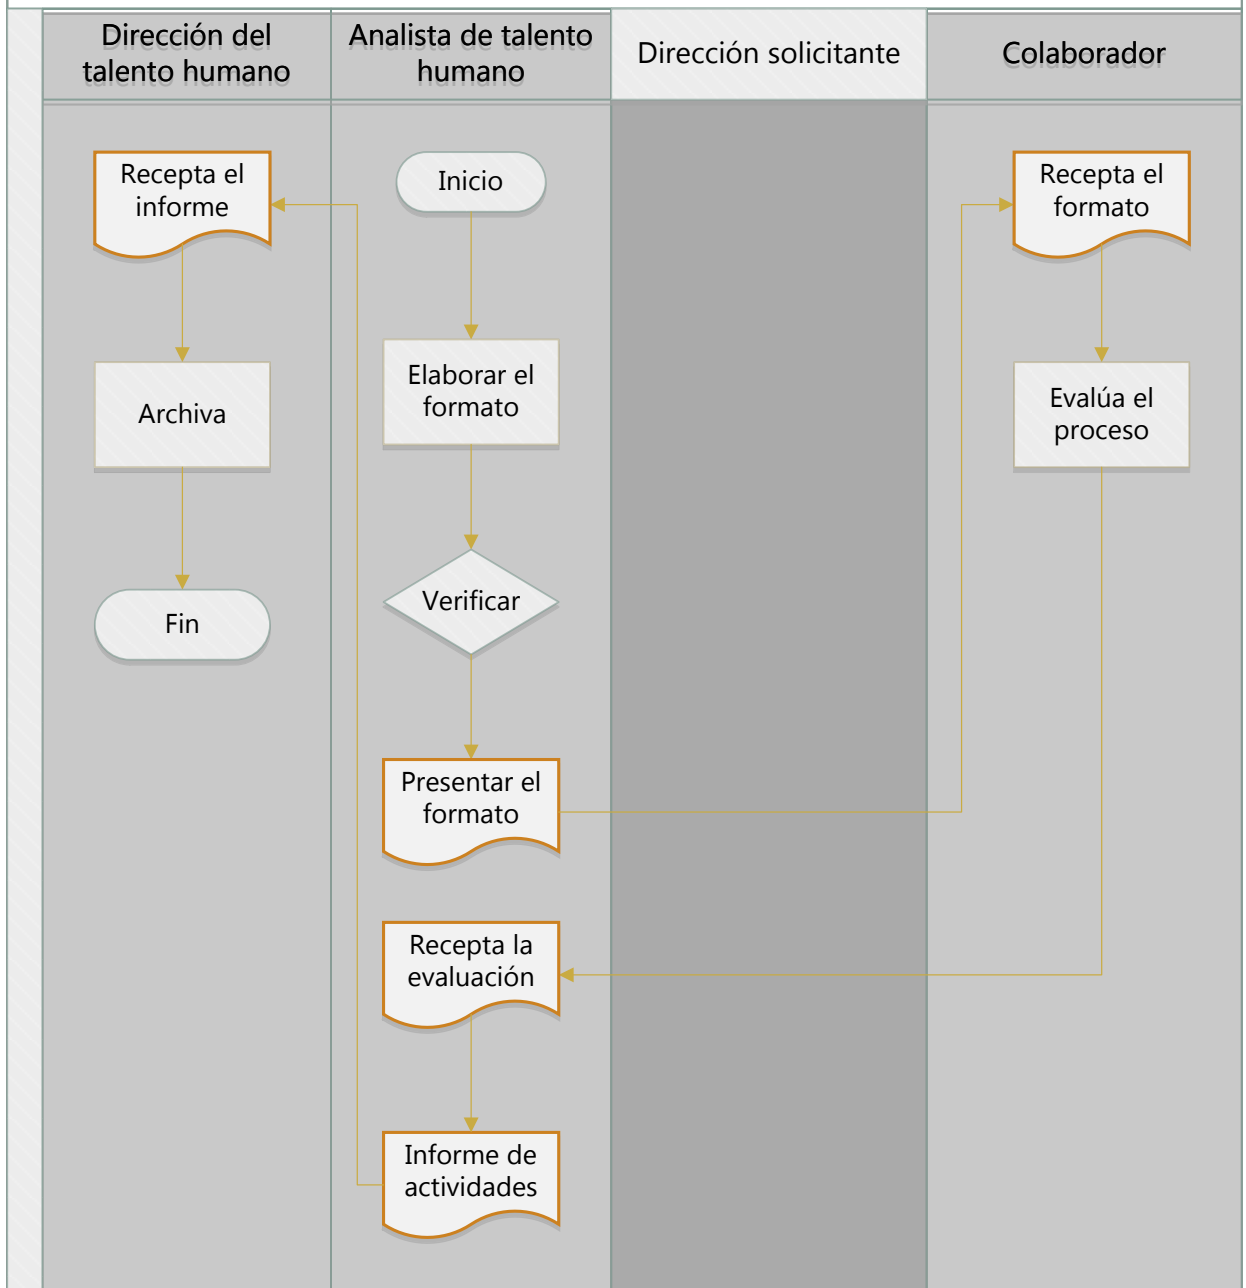 Dirección del
talento humano
Analista de talento
humano
Dirección solicitante
Colaborador
Recepta el
informe
Archiva
Fin
Inicio
Elaborar el
formato
Verificar
Presentar el
formato
Recepta la
evaluación
Informe de
actividades
Recepta el
formato
Evalúa el
proceso